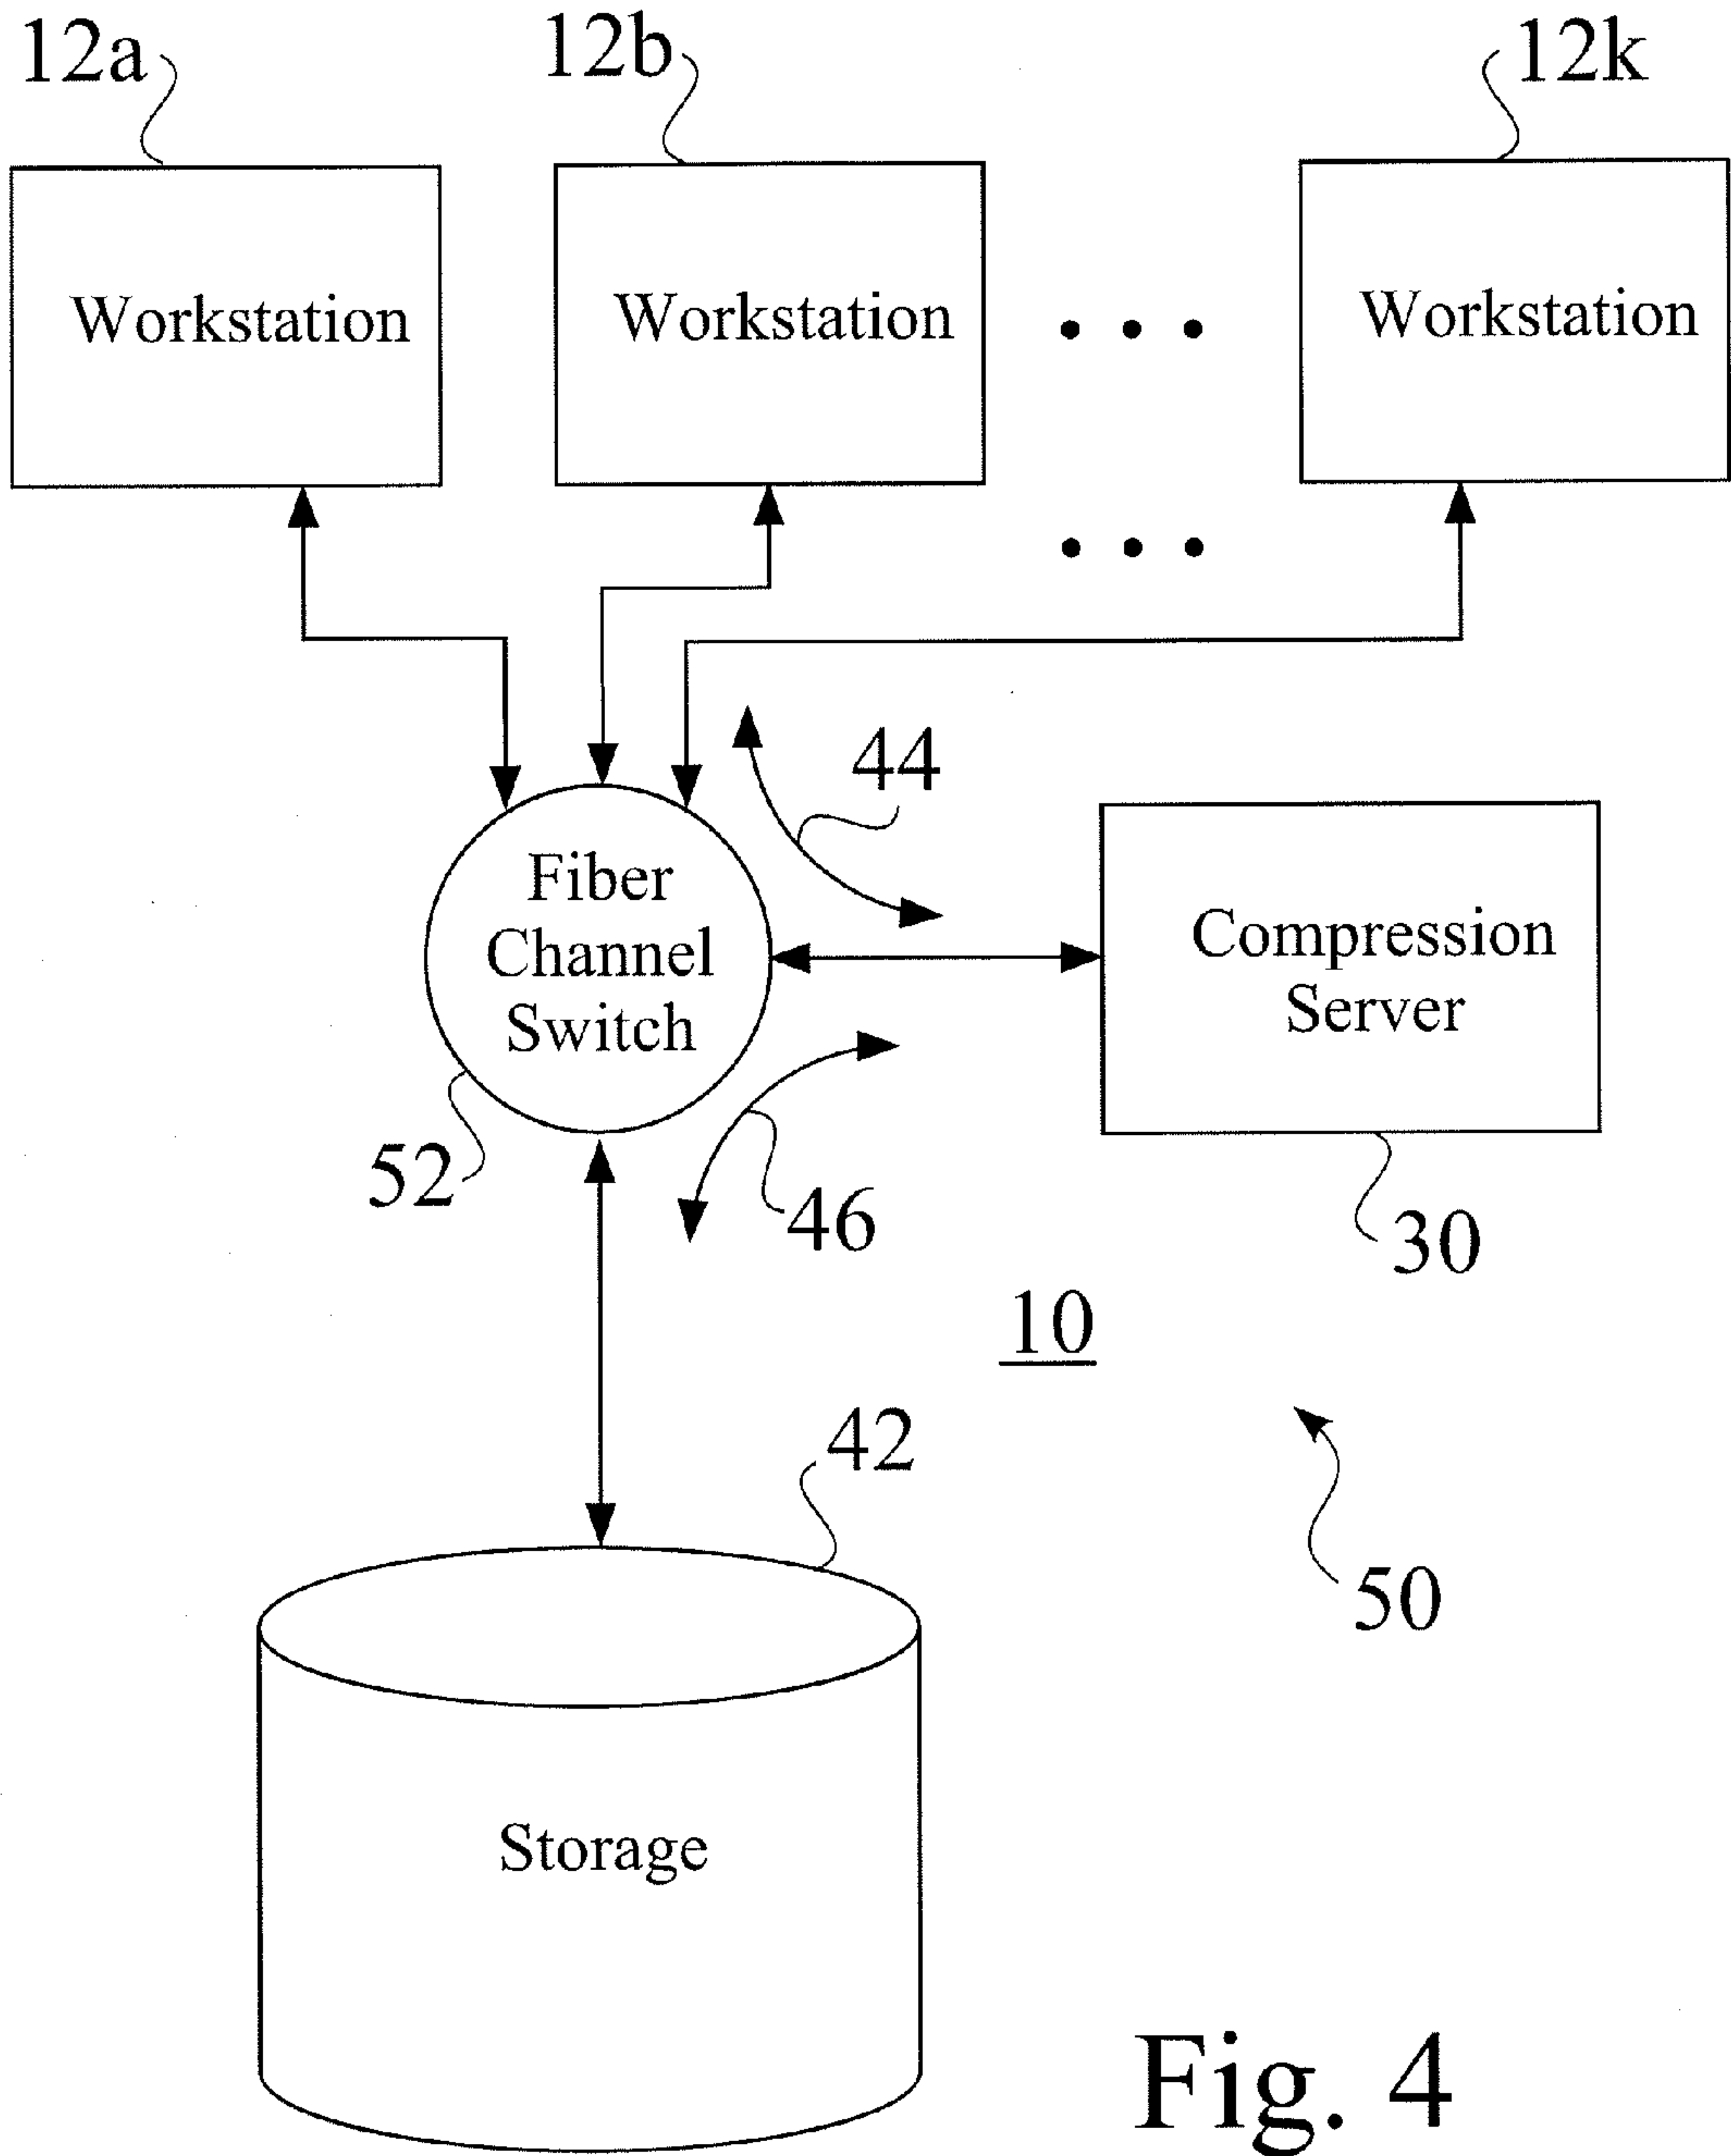 12a
12b
12k
Workstation
Workstation
Workstation
44
Fiber
Channel
Switch
Compression
Server
52
46
30
10
42
50
Storage
Fig. 4